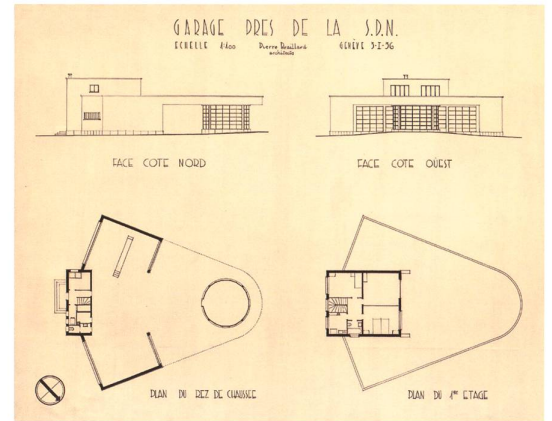 GARAGE PRES DE LA S.D.N.
ECHELLE 1:100 Pierre Braillard GENÈVE 3-I-36
architecte
FACE COTE NORD
FACE COTE OÜEST
PLAN DU REZ DE CHAUSSEE
PLAN DU 1er ETAGE